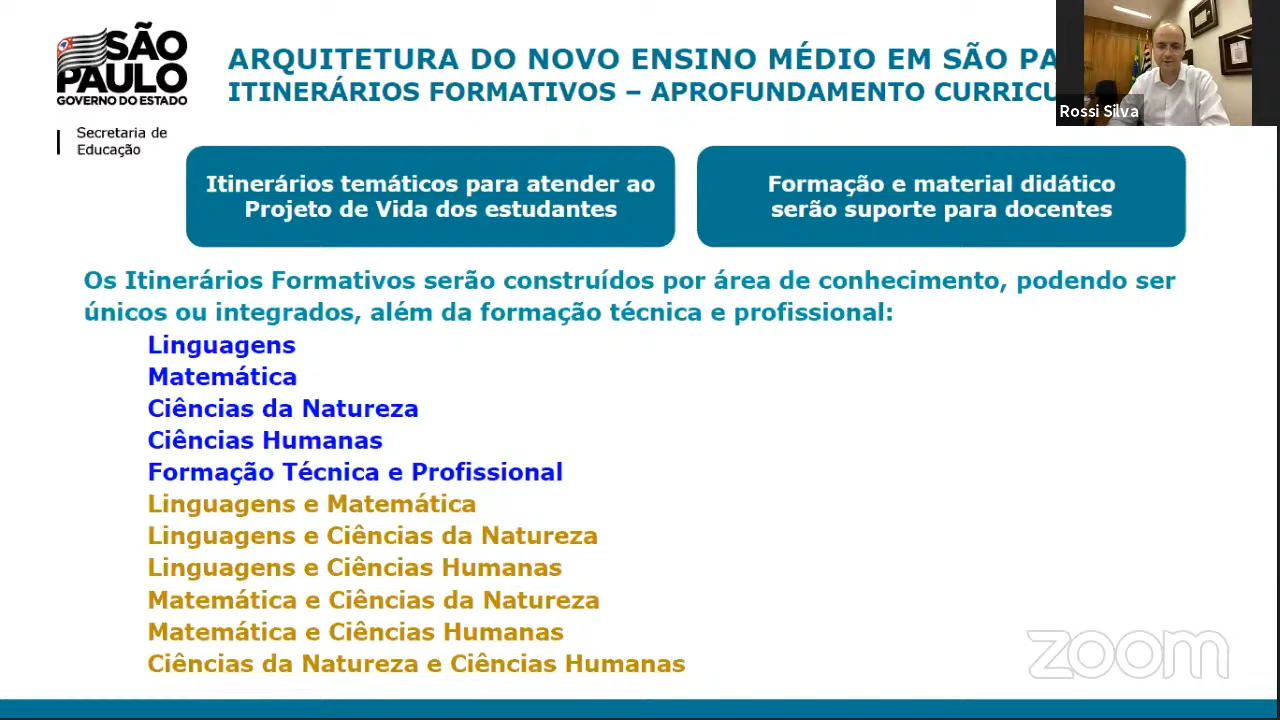 SÃO
PAULO
GOVERNO DO ESTADO
Secretaria de
Educação
ARQUITETURA DO NOVO ENSINO MÉDIO EM SÃO PA
ITINERÁRIOS FORMATIVOS – APROFUNDAMENTO CURRICU
Rossi Silva
Itinerários temáticos para atender ao
Projeto de Vida dos estudantes
Formação e material didático
serão suporte para docentes
Os Itinerários Formativos serão construídos por área de conhecimento, podendo ser
únicos ou integrados, além da formação técnica e profissional:
Linguagens
Matemática
Ciências da Natureza
Ciências Humanas
Formação Técnica e Profissional
Linguagens e Matemática
Linguagens e Ciências da Natureza
Linguagens e Ciências Humanas
Matemática e Ciências da Natureza
Matemática e Ciências Humanas
Ciências da Natureza e Ciências Humanas
zoom